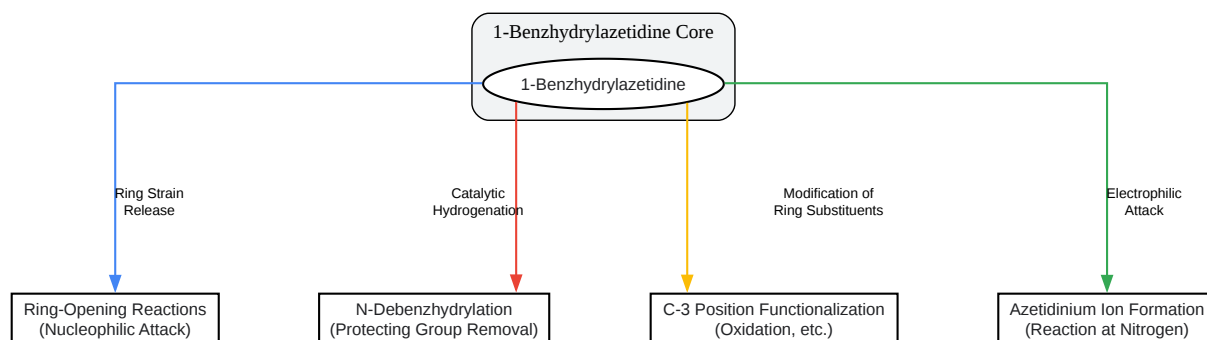 1-Benzhydrylazetidine Core
1-Benzhydrylazetidine
Ring Strain
Release
Catalytic
Hydrogenation
Modification of
Ring Substituents
Electrophilic
Attack
Ring-Opening Reactions
(Nucleophilic Attack)
N-Debenzhydrylation
(Protecting Group Removal)
C-3 Position Functionalization
(Oxidation, etc.)
Azetidinium Ion Formation
(Reaction at Nitrogen)